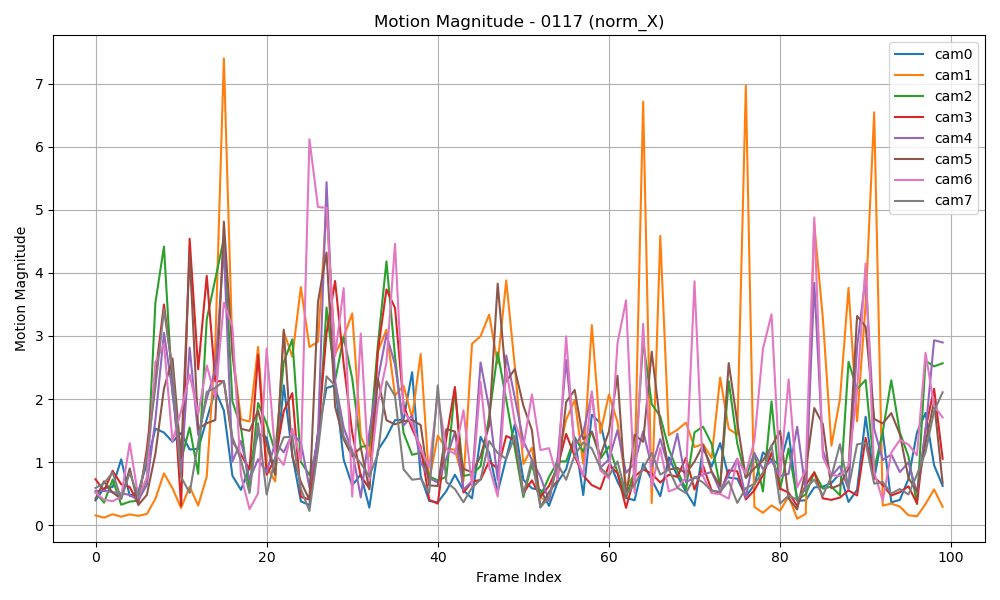 Motion Magnitude - 0117 (norm_X)
cam0
cam1
cam2
cam3
cam4
cam5
cam6
cam7
Motion Magnitude
7
6
5
4
3
2
1
0
0 20 40 60 80 100
Frame Index